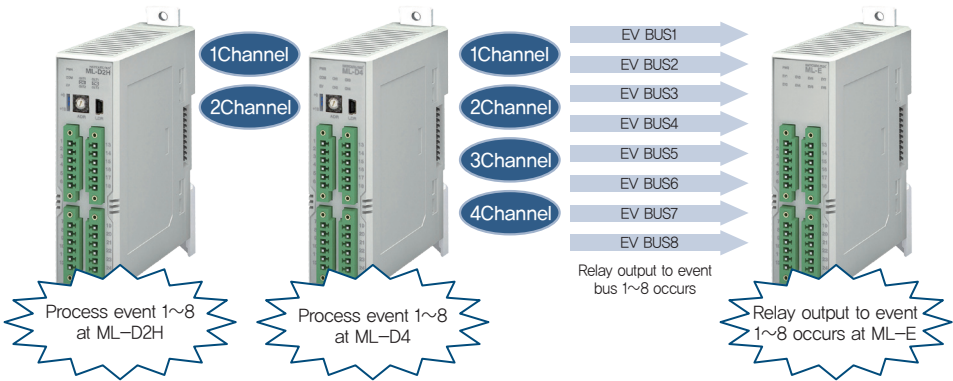 ML-D2H
1Channel
2Channel
ML-D4
1Channel
2Channel
3Channel
4Channel
EV BUS1
EV BUS2
EV BUS3
EV BUS4
EV BUS5
EV BUS6
EV BUS7
EV BUS8
Relay output to event
bus 1~8 occurs
ML-E
Process event 1~8
at ML-D2H
Process event 1~8
at ML-D4
Relay output to event
1~8 occurs at ML-E